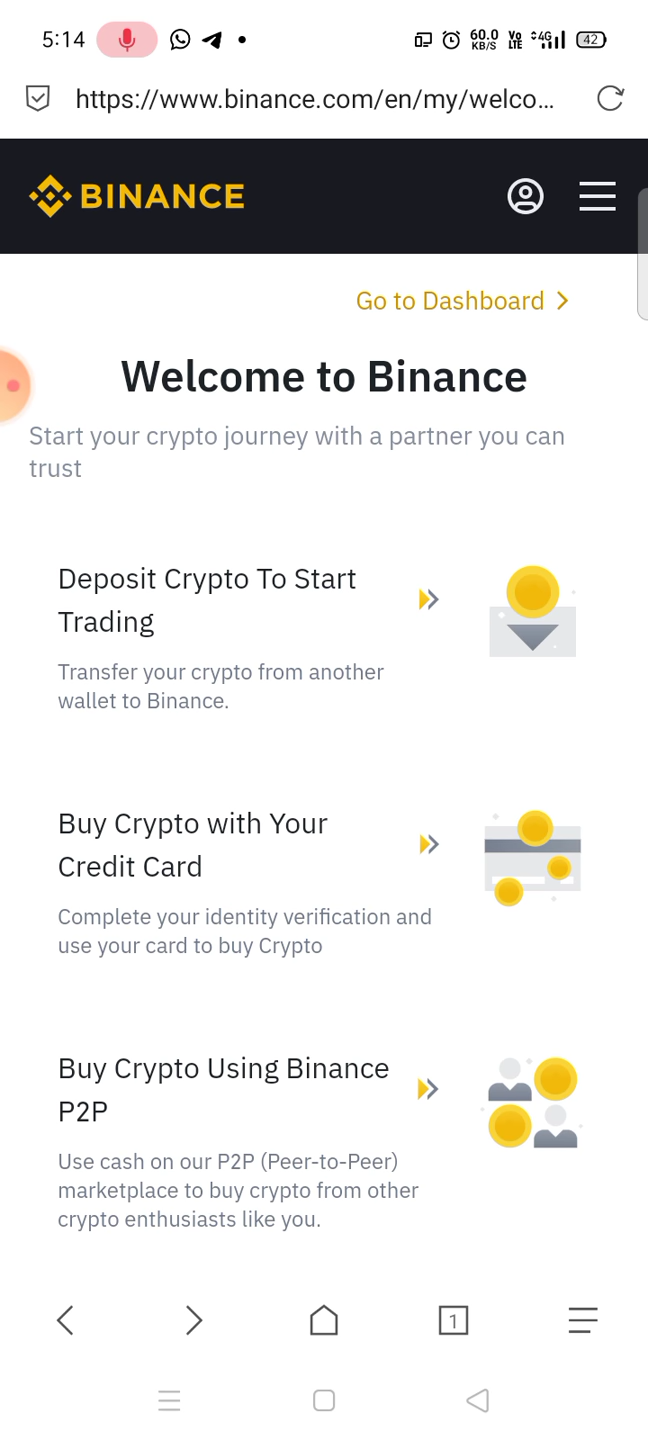 5:14
60.0
KB/S
Vo
LTE
4G
42
https://www.binance.com/en/my/welco...
BINANCE
Go to Dashboard
Welcome to Binance
Start your crypto journey with a partner you can
trust
Deposit Crypto To Start
Trading
Transfer your crypto from another
wallet to Binance.
Buy Crypto with Your
Credit Card
Complete your identity verification and
use your card to buy Crypto
Buy Crypto Using Binance
P2P
Use cash on our P2P (Peer-to-Peer)
marketplace to buy crypto from other
crypto enthusiasts like you.
1